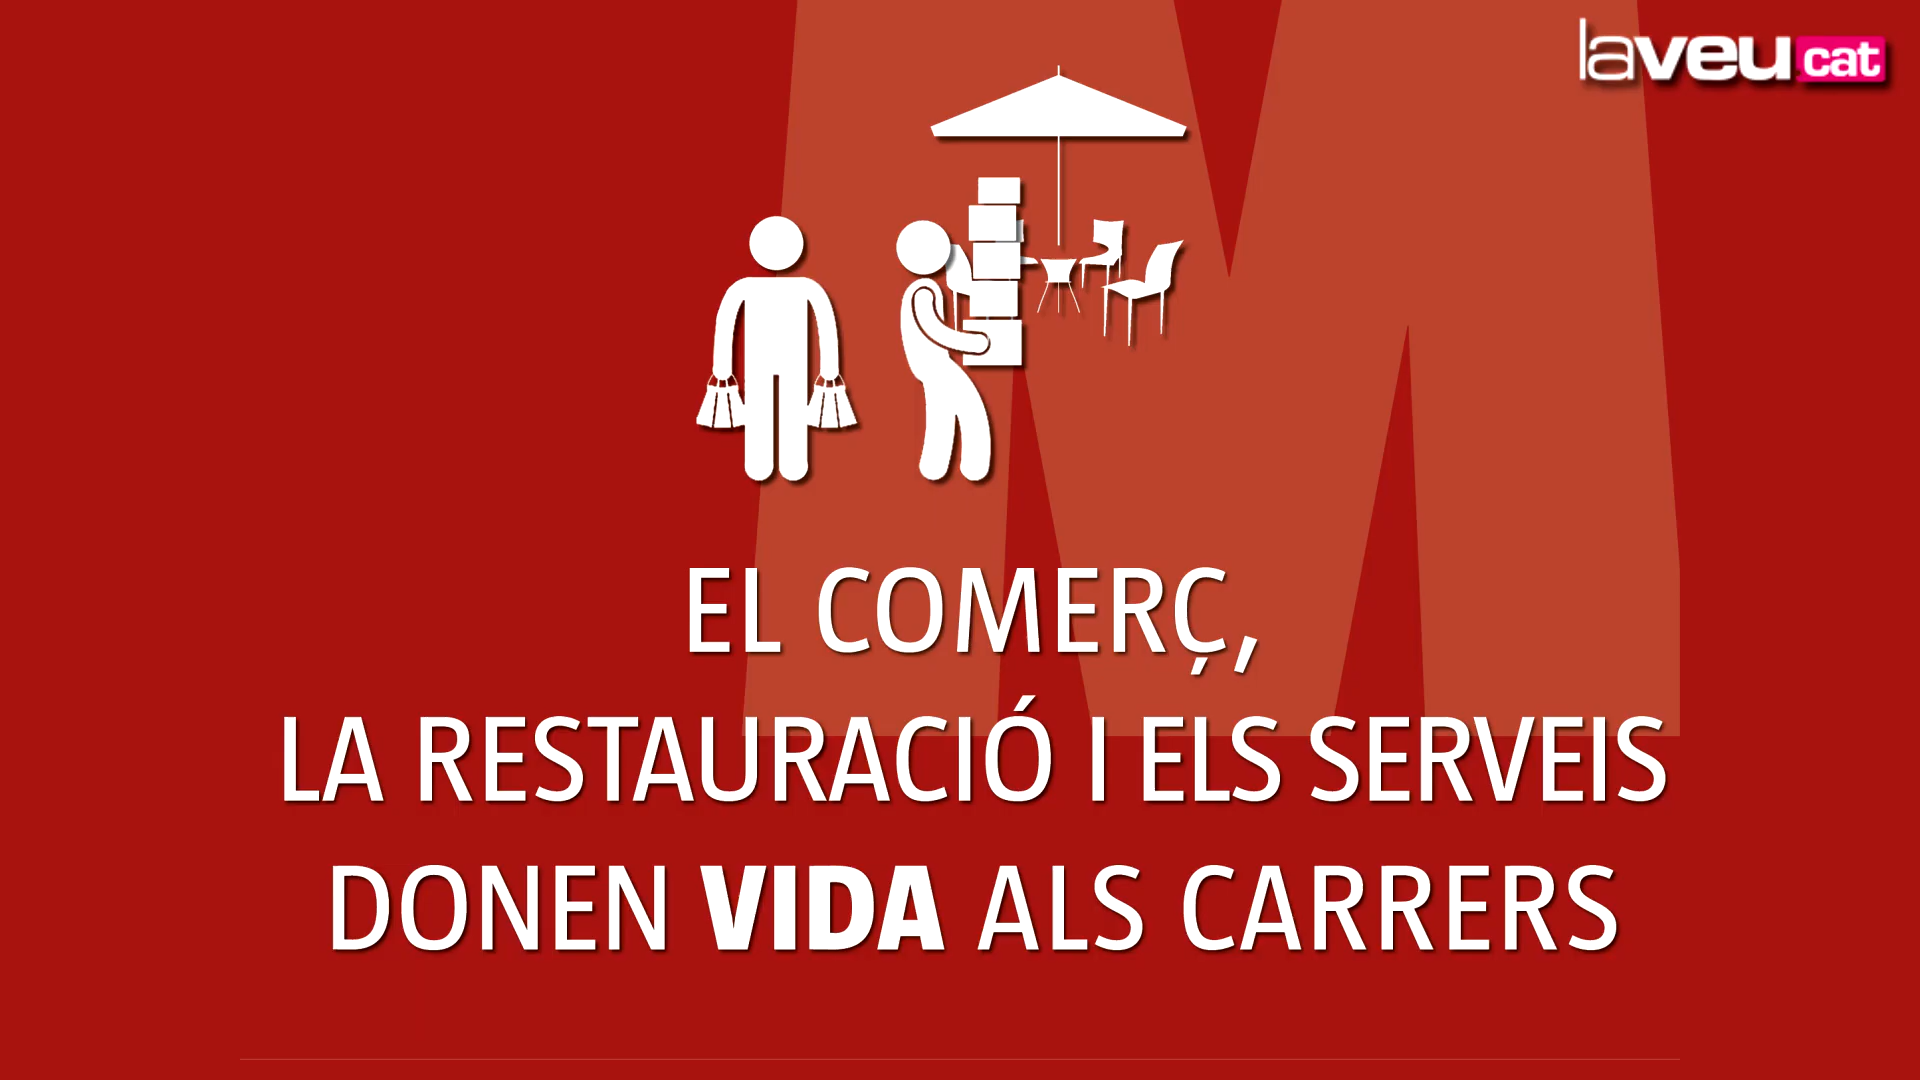 laveu.cat
EL COMERÇ,
LA RESTAURACIÓ I ELS SERVEIS
DONEN VIDA ALS CARRERS